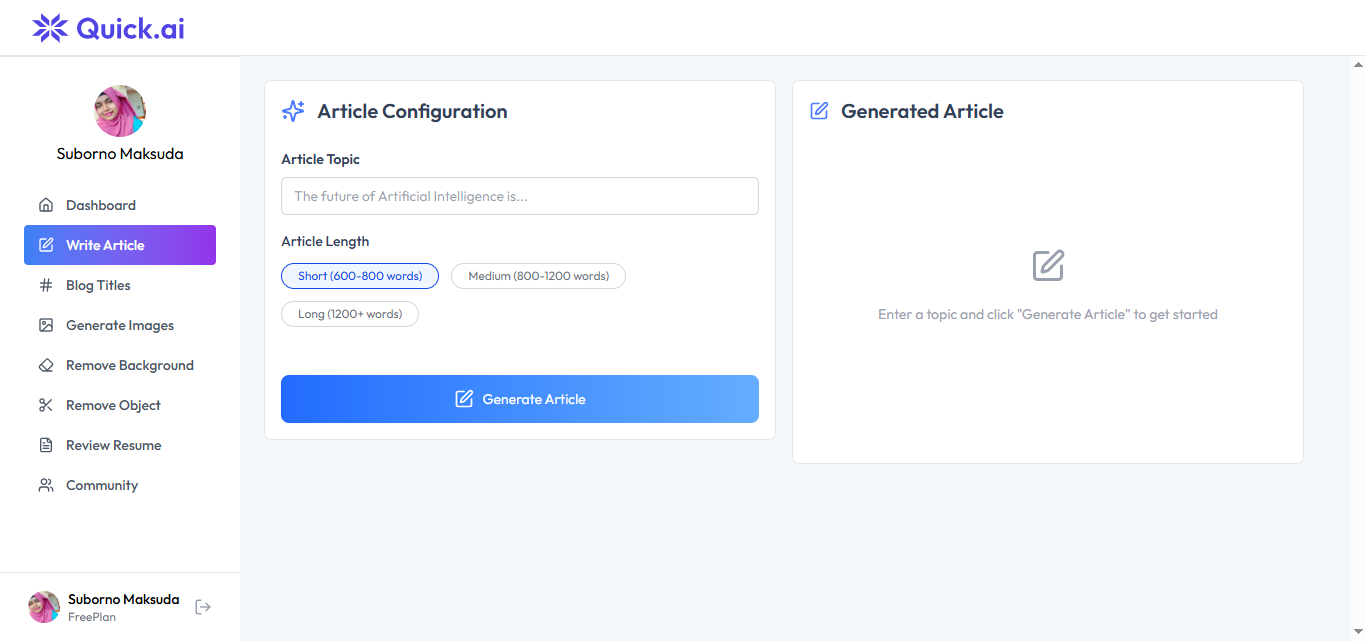 Quick.ai
Suborno Maksuda
Dashboard
Write Article
Blog Titles
Generate Images
Remove Background
Remove Object
Review Resume
Community
Suborno Maksuda
FreePlan
Article Configuration
Article Topic
The future of Artificial Intelligence is...
Article Length
Short (600-800 words)
Medium (800-1200 words)
Long (1200+ words)
Generate Article
Generated Article
Enter a topic and click "Generate Article" to get started